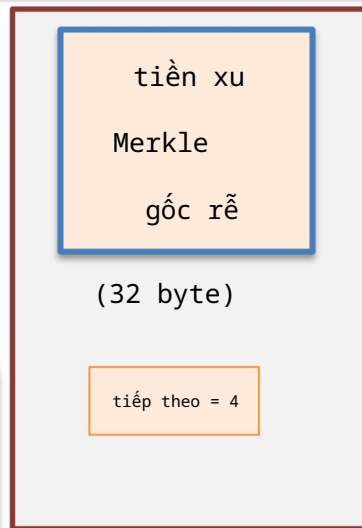 tiền xu
Merkle
gốc rễ
(32 byte)
tiếp theo = 4